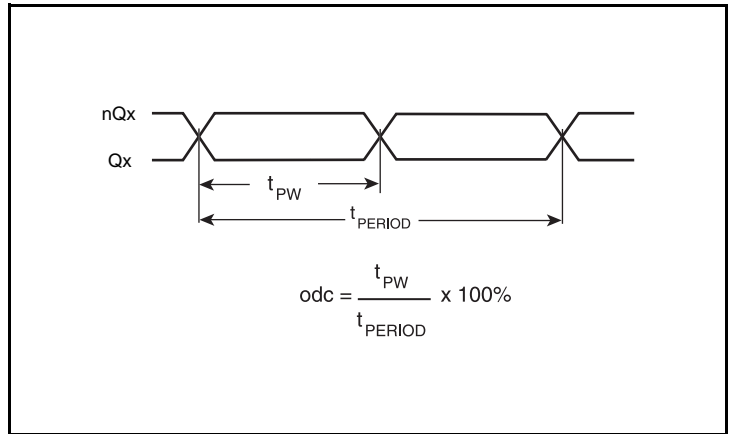 nQx
Qx
tPW
tPERIOD
odc = tPW / tPERIOD x 100%